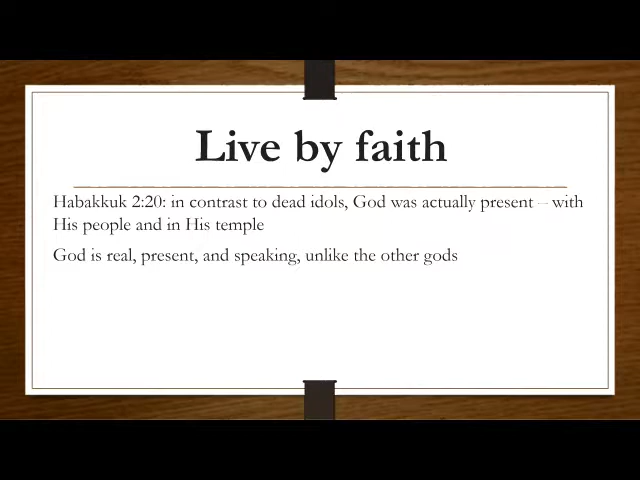 Live by faith
Habakkuk 2:20: in contrast to dead idols, God was actually present – with
His people and in His temple
God is real, present, and speaking, unlike the other gods